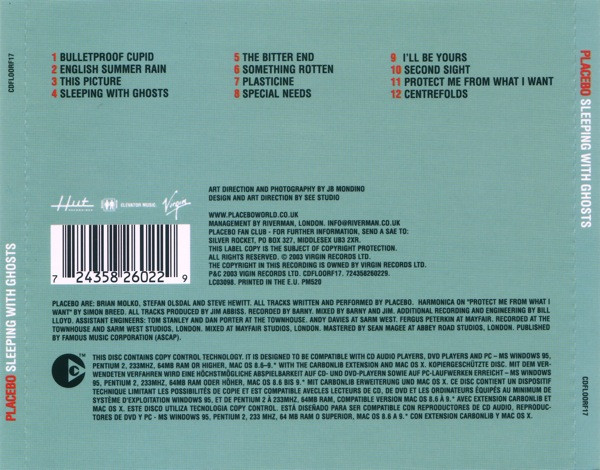 CDFLOORF17
PLACEBO SLEEPING WITH GHOSTS
1 BULLETPROOF CUPID
2 ENGLISH SUMMER RAIN
3 THIS PICTURE
4 SLEEPING WITH GHOSTS
5 THE BITTER END
6 SOMETHING ROTTEN
7 PLASTICINE
8 SPECIAL NEEDS
9 I'LL BE YOURS
10 SECOND SIGHT
11 PROTECT ME FROM WHAT I WANT
12 CENTREFOLDS
PLACEBO SLEEPING WITH GHOSTS
CDFLOORF17
Hut
ELEVATOR MUSIC
Virgin
7 24358 26022 9
ART DIRECTION AND PHOTOGRAPHY BY JB MONDINO
DESIGN AND ART DIRECTION BY SEE STUDIO
WWW.PLACEBOWORLD.CO.UK
MANAGEMENT BY RIVERMAN, LONDON. INFO@RIVERMAN.CO.UK
PLACEBO FAN CLUB - FOR FURTHER INFORMATION, SEND A SAE TO:
SILVER ROCKET, PO BOX 327, MIDDLESEX UB3 2XR.
THIS LABEL COPY IS THE SUBJECT OF COPYRIGHT PROTECTION.
ALL RIGHTS RESERVED. © 2003 VIRGIN RECORDS LTD.
THE COPYRIGHT IN THIS RECORDING IS OWNED BY VIRGIN RECORDS LTD.
P&C 2003 VIGIN RECORDS LTD. CDFLOORF17. 724358260229.
LC03098. PRINTED IN THE E.U. PM520
PLACEBO ARE: BRIAN MOLKO, STEFAN OLSDAL AND STEVE HEWITT. ALL TRACKS WRITTEN AND PERFORMED BY PLACEBO. HARMONICA ON "PROTECT ME FROM WHAT I
WANT" BY SIMON BREED. ALL TRACKS PRODUCED BY JIM ABBISS. RECORDED BY BARNY. MIXED BY BARNY AND JIM. ADDITIONAL RECORDING AND ENGINEERING BY BILL
LLOYD. ASSISTANT ENGINEERS: TOM STANLEY AND DAN PORTER AT THE TOWNHOUSE. ANDY DAVIES AT SARM WEST. FERGUS PETERKIN AT MAYFAIR. RECORDED AT THE
TOWNHOUSE AND SARM WEST STUDIOS, LONDON. MIXED AT MAYFAIR STUDIOS, LONDON. MASTERED BY SEAN MAGEE AT ABBEY ROAD STUDIOS, LONDON. PUBLISHED
BY FAMOUS MUSIC CORPORATION (ASCAP).
THIS DISC CONTAINS COPY CONTROL TECHNOLOGY. IT IS DESIGNED TO BE COMPATIBLE WITH CD AUDIO PLAYERS, DVD PLAYERS AND PC – MS WINDOWS 95,
PENTIUM 2, 233MHZ, 64MB RAM OR HIGHER, MAC OS 8.6–9.* WITH THE CARBONLIB EXTENSION AND MAC OS X. KOPIERGESCHÜTZTE DISC. MIT DEM VER-
WENDETEN VERFAHREN WIRD EINE HÖCHSTMÖGLICHE ABSPIELBARKEIT AUF CD- UND DVD-PLAYERN SOWIE AUF PC-LAUFWERKEN ERREICHT – MS WINDOWS
95, PENTIUM 2, 233MHZ, 64MB RAM ODER HÖHER, MAC OS 8.6 BIS 9.* MIT CARBONLIB ERWEITERUNG UND MAC OS X. CE DISC CONTIENT UN DISPOSITIF
TECHNIQUE LIMITANT LES POSSIBILITÉS DE COPIE ET EST COMPATIBLE AVECLES LECTEURS DE CD, DE DVD ET LES ORDINATEURS ÉQUIPÉS AU MINIMUM DE
SYSTÈME D'EXPLOITATION WINDOWS 95, ET DE PENTIUM 2 À 233MHZ, 64MB RAM, COMPATIBLE VERSION MAC OS 8.6 À 9.* OVEC EXTENSION CARBONLIB ET
MAC OS X. ESTE DISCO UTILIZA TECNOLOGIA COPY CONTROL. ESTÁ DISEÑADO PARA SER COMPATIBLE CON REPRODUCTORES DE CD AUDIO, REPRODUC-
TORES DE DVD Y PC - MS WINDOWS 95, PENTIUM 2, 233 MHZ, 64 MB RAM O SUPERIOR, MAC OS 8.6 A 9.* CON EXTENSION CARBONLIB Y MAC OS X.